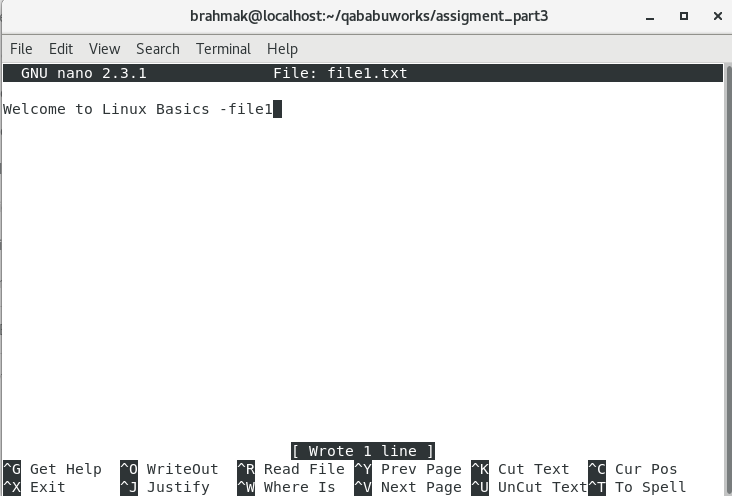 brahmak@localhost:~/qababuworks/assigment_part3
File Edit View Search Terminal Help
GNU nano 2.3.1 File: file1.txt
Welcome to Linux Basics -file1
[ Wrote 1 line ]
^G Get Help ^O WriteOut ^R Read File ^Y Prev Page ^K Cut Text ^C Cur Pos
^X Exit ^J Justify ^W Where Is ^V Next Page ^U UnCut Text ^T To Spell